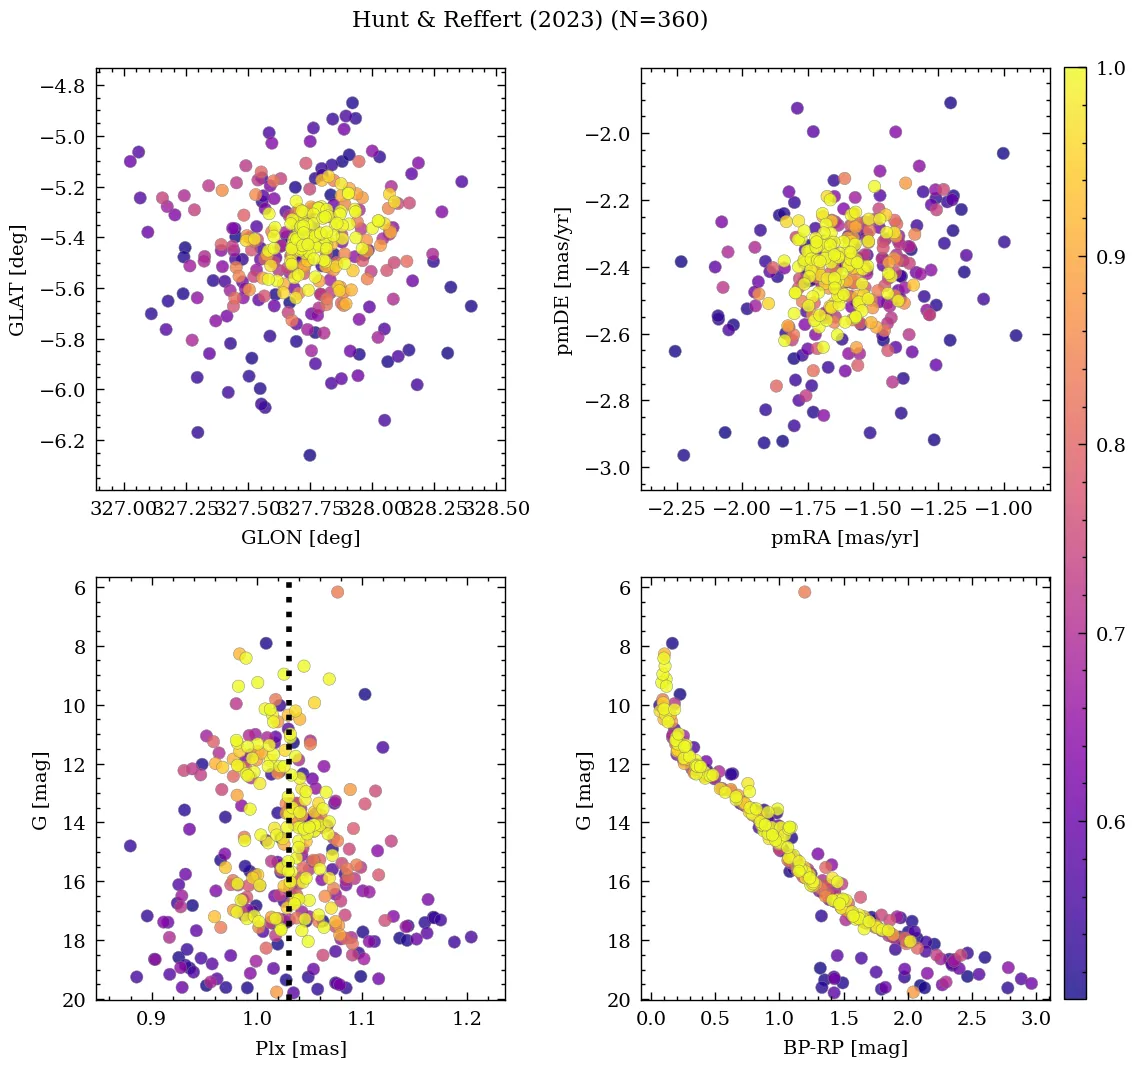 Hunt & Reffert (2023) (N=360)
−4.8
−5.0
−5.2
−5.4
−5.6
−5.8
−6.0
−6.2
GLAT [deg]
327.00 327.25 327.50 327.75 328.00 328.25 328.50
GLON [deg]
−2.0
−2.2
−2.4
−2.6
−2.8
−3.0
pmDE [mas/yr]
−2.25 −2.00 −1.75 −1.50 −1.25 −1.00
pmRA [mas/yr]
6
8
10
12
14
16
18
20
G [mag]
0.9 1.0 1.1 1.2
Plx [mas]
6
8
10
12
14
16
18
20
G [mag]
0.0 0.5 1.0 1.5 2.0 2.5 3.0
BP-RP [mag]
1.0
0.9
0.8
0.7
0.6